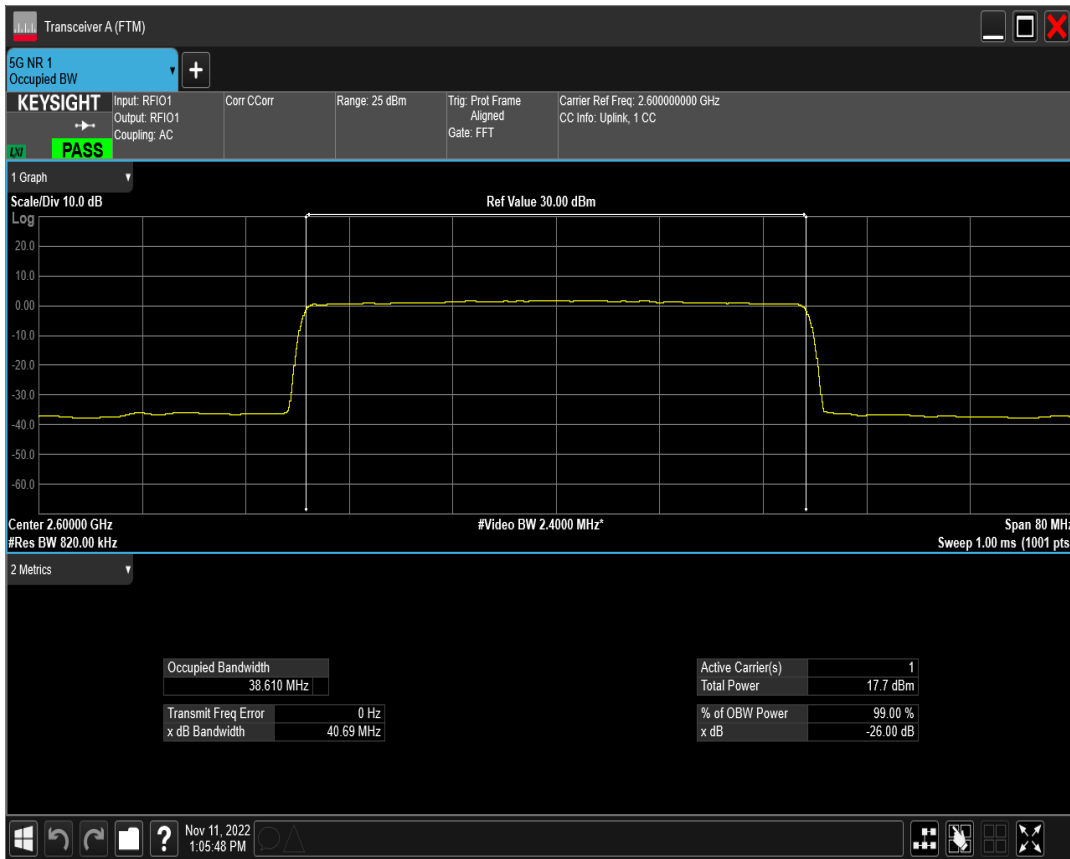 Transceiver A (FTM)
5G NR 1
Occupied BW
+
KEYSIGHT
LXI
PASS
Input: RFIO1
Output: RFIO1
Coupling: AC
Corr CCorr
Range: 25 dBm
Trig: Prot Frame
Aligned
Gate: FFT
Carrier Ref Freq: 2.600000000 GHz
CC Info: Uplink, 1 CC
1 Graph
Scale/Div 10.0 dB
Ref Value 30.00 dBm
Log
20.0
10.0
0.00
-10.0
-20.0
-30.0
-40.0
-50.0
-60.0
Center 2.60000 GHz
#Video BW 2.4000 MHz*
Span 80 MHz
#Res BW 820.00 kHz
Sweep 1.00 ms (1001 pts
2 Metrics
Occupied Bandwidth
38.610 MHz
Transmit Freq Error 0 Hz
x dB Bandwidth 40.69 MHz
Active Carrier(s) 1
Total Power 17.7 dBm
% of OBW Power 99.00 %
x dB -26.00 dB
?
Nov 11, 2022
1:05:48 PM